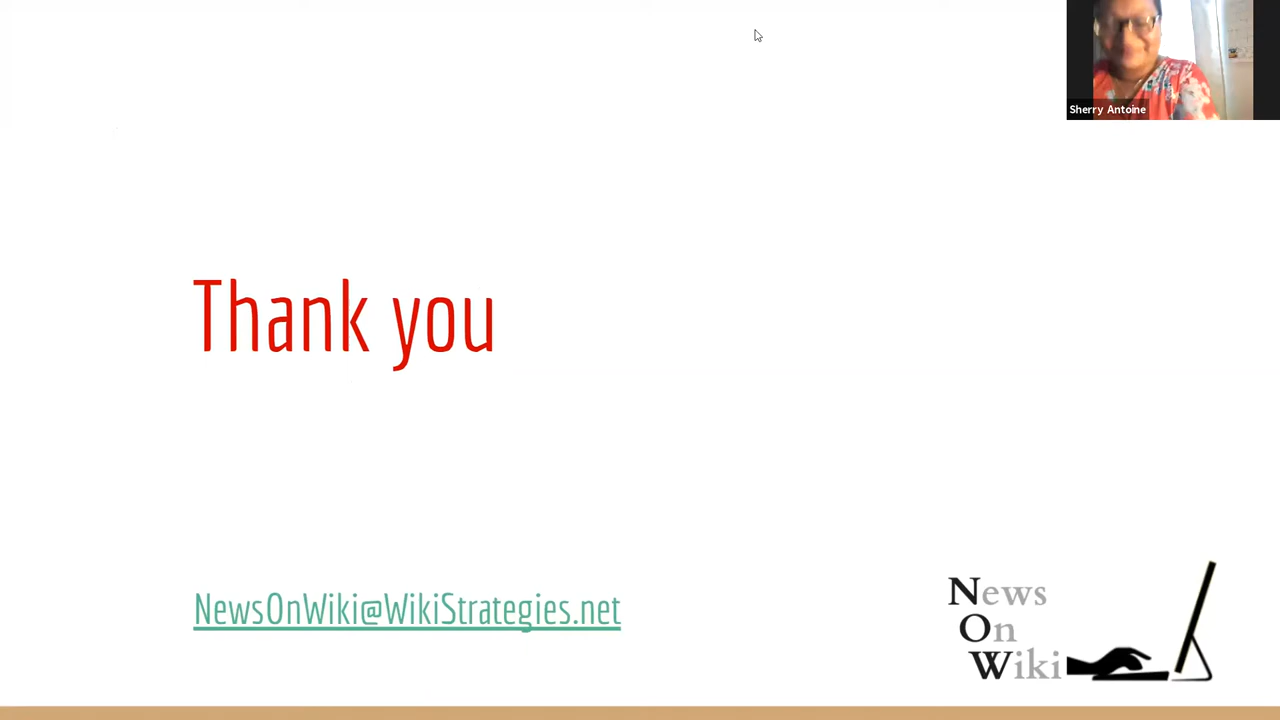 Sherry Antoine
Thank you
NewsOnWiki@WikiStrategies.net
News
On
Wiki